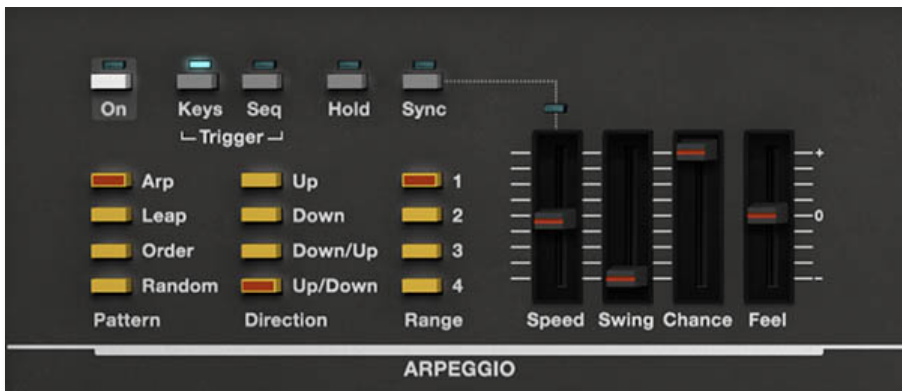 On Keys Seq Hold Sync
Trigger
Arp Up 1 +
Leap Down 2 0
Order Down/Up 3
Random Up/Down 4 -
Pattern Direction Range Speed Swing Chance Feel
ARPEGGIO